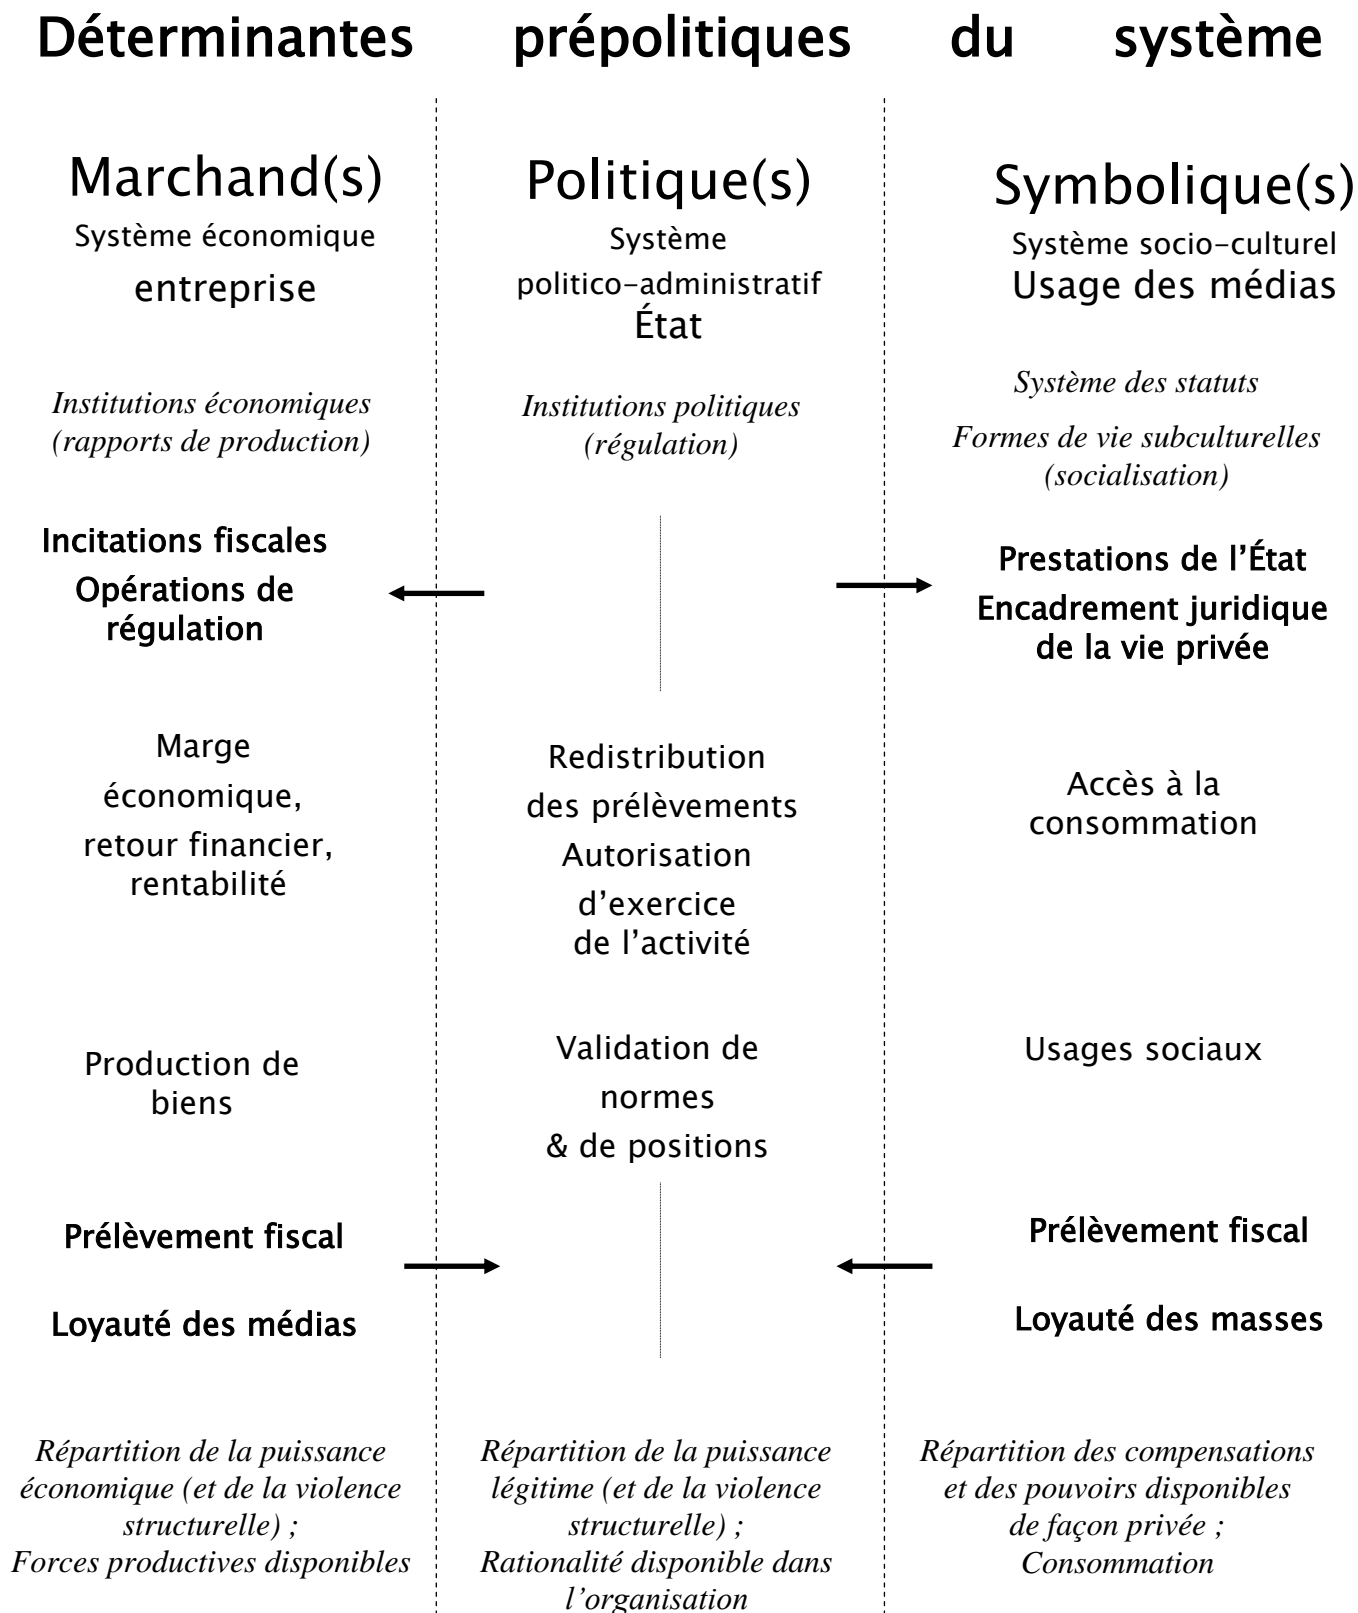 Déterminantes prépolitiques du système
Marchand(s)
Système économique
entreprise
Institutions économiques
(rapports de production)
Incitations fiscales
Opérations de
régulation
Marge
économique,
retour financier,
rentabilité
Production de
biens
Prélèvement fiscal
Loyauté des médias
Répartition de la puissance
économique (et de la violence
structurelle) ;
Forces productives disponibles
Politique(s)
Système
politico-administratif
État
Institutions politiques
(régulation)
Redistribution
des prélèvements
Autorisation
d’exercice
de l’activité
Validation de
normes
& de positions
Répartition de la puissance
légitime (et de la violence
structurelle) ;
Rationalité disponible dans
l’organisation
Symbolique(s)
Système socio-culturel
Usage des médias
Système des statuts
Formes de vie subculturelles
(socialisation)
Prestations de l’État
Encadrement juridique
de la vie privée
Accès à la
consommation
Usages sociaux
Prélèvement fiscal
Loyauté des masses
Répartition des compensations
et des pouvoirs disponibles
de façon privée ;
Consommation